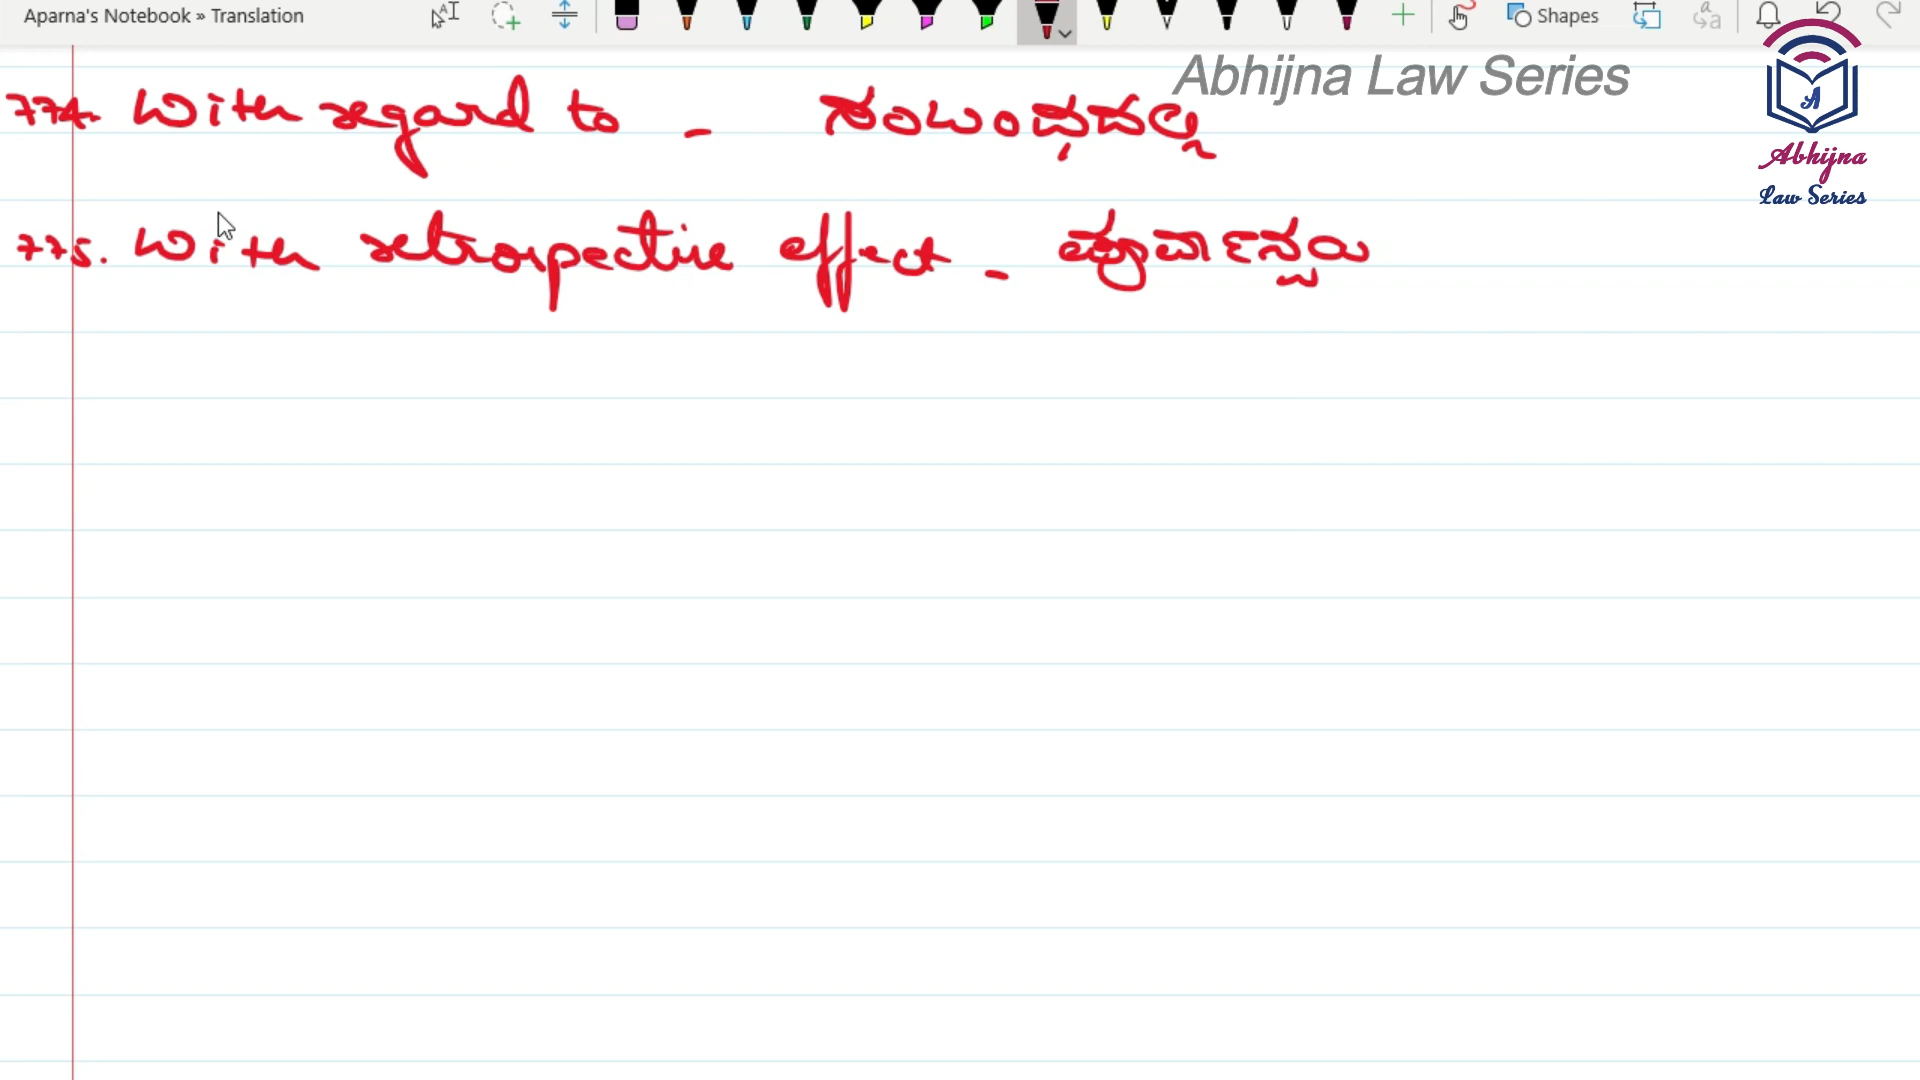 Aparna's Notebook » Translation
Shapes
Abhijna Law Series
774. With regard to - ಸಂಬಂಧದಲ್ಲಿ
775. With retrospective effect - ಪೂರ್ವಾನ್ವಯ
A
Abhijna
Law Series